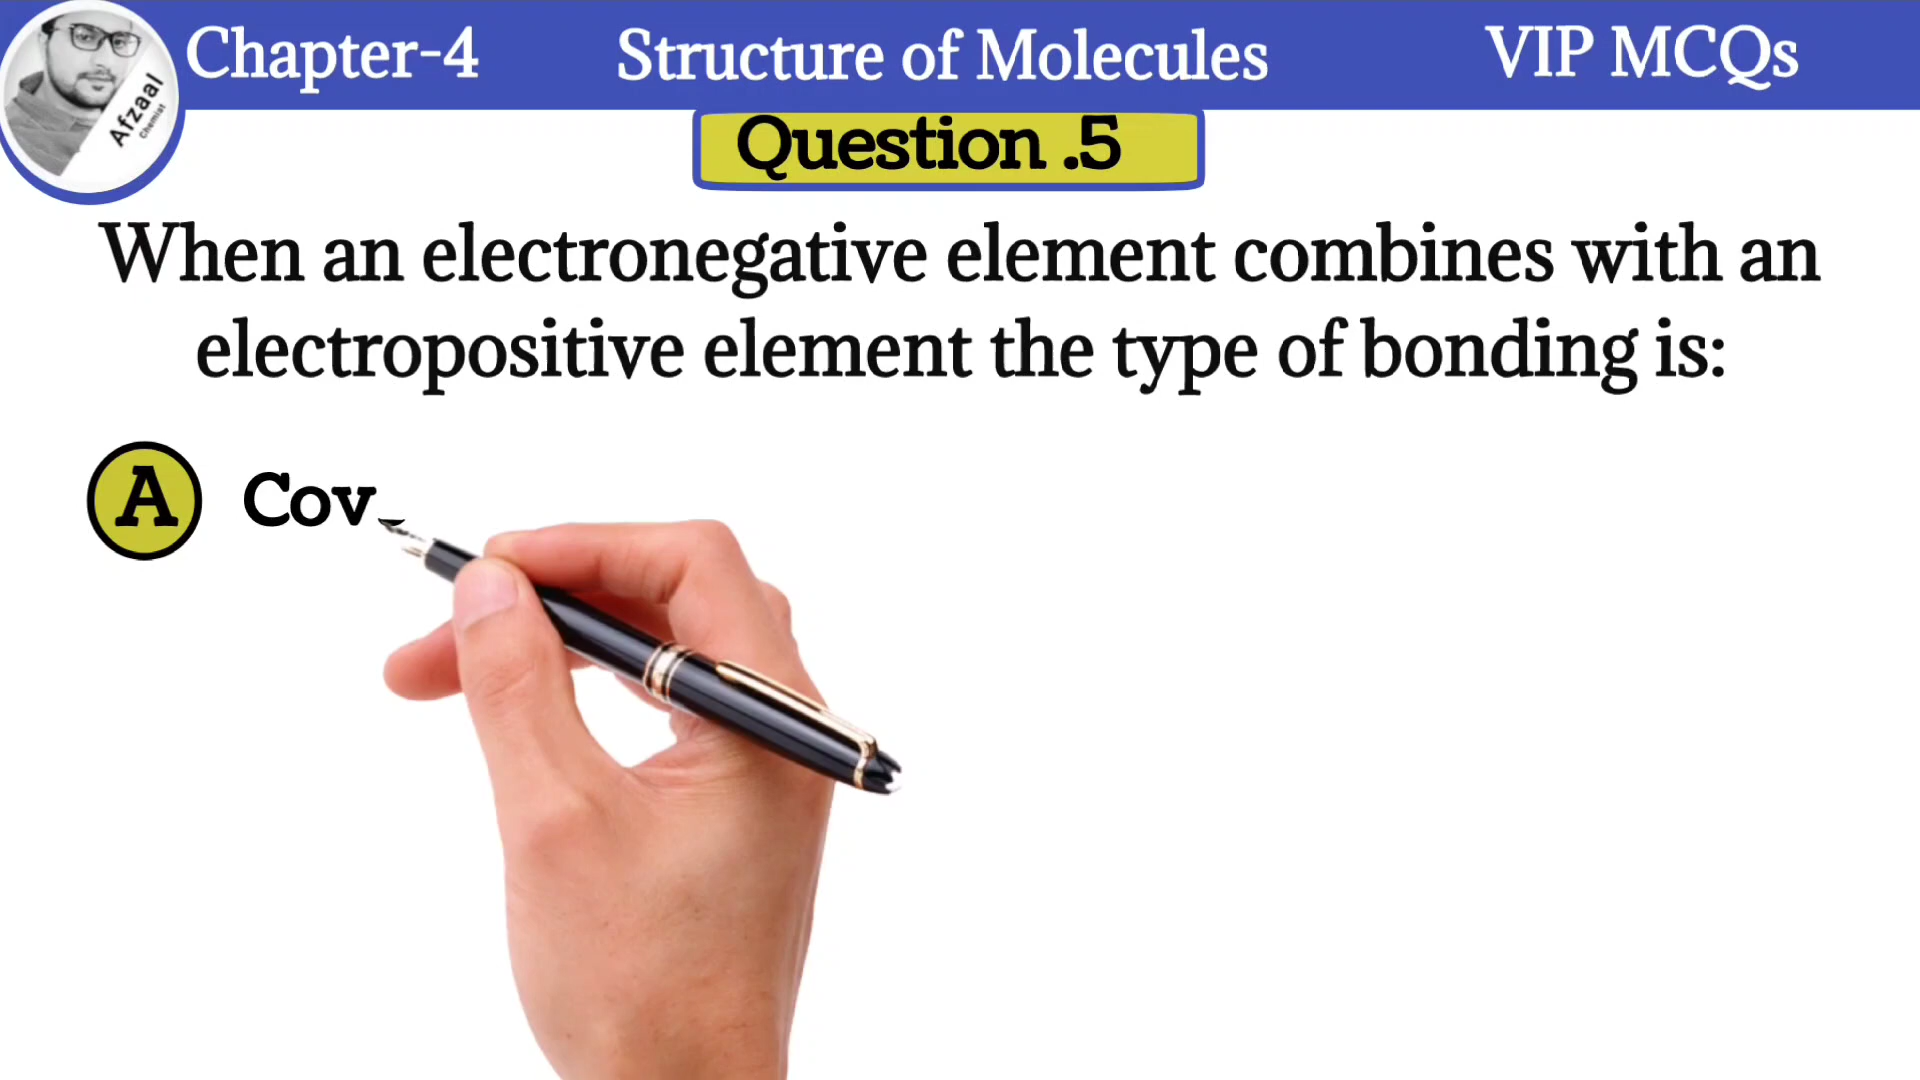 Chapter-4 Structure of Molecules VIP MCQs
Afzaal
Chemist
Question .5
When an electronegative element combines with an
electropositive element the type of bonding is:
A Cov